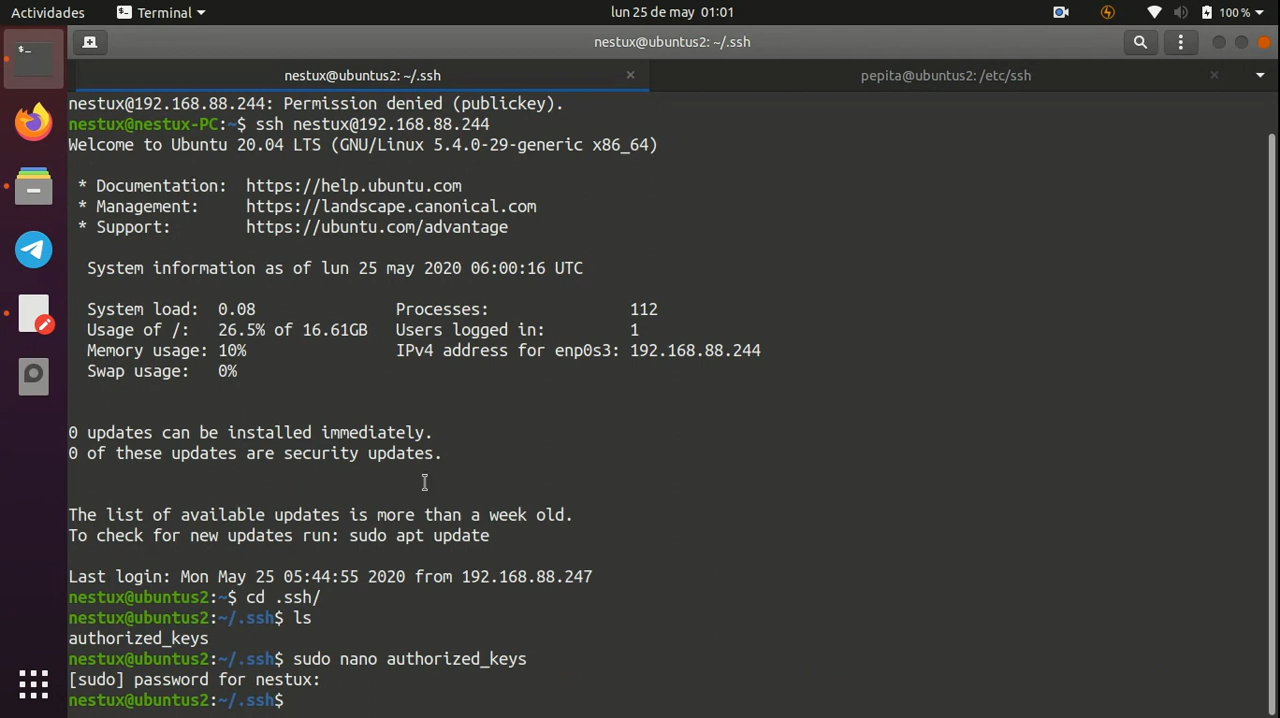 Actividades
Terminal
lun 25 de may 01:01
100 %
nestux@ubuntu2: ~/.ssh
nestux@ubuntus2: ~/.ssh
pepita@ubuntus2: /etc/ssh
nestux@192.168.88.244: Permission denied (publickey).
nestux@nestux-PC:~$ ssh nestux@192.168.88.244
Welcome to Ubuntu 20.04 LTS (GNU/Linux 5.4.0-29-generic x86_64)
* Documentation: https://help.ubuntu.com
* Management: https://landscape.canonical.com
* Support: https://ubuntu.com/advantage
System information as of lun 25 may 2020 06:00:16 UTC
System load: 0.08 Processes: 112
Usage of /: 26.5% of 16.61GB Users logged in: 1
Memory usage: 10% IPv4 address for enp0s3: 192.168.88.244
Swap usage: 0%
0 updates can be installed immediately.
0 of these updates are security updates.
The list of available updates is more than a week old.
To check for new updates run: sudo apt update
Last login: Mon May 25 05:44:55 2020 from 192.168.88.247
nestux@ubuntus2:~$ cd .ssh/
nestux@ubuntus2:~/.ssh$ ls
authorized_keys
nestux@ubuntus2:~/.ssh$ sudo nano authorized_keys
[sudo] password for nestux:
nestux@ubuntus2:~/.ssh$